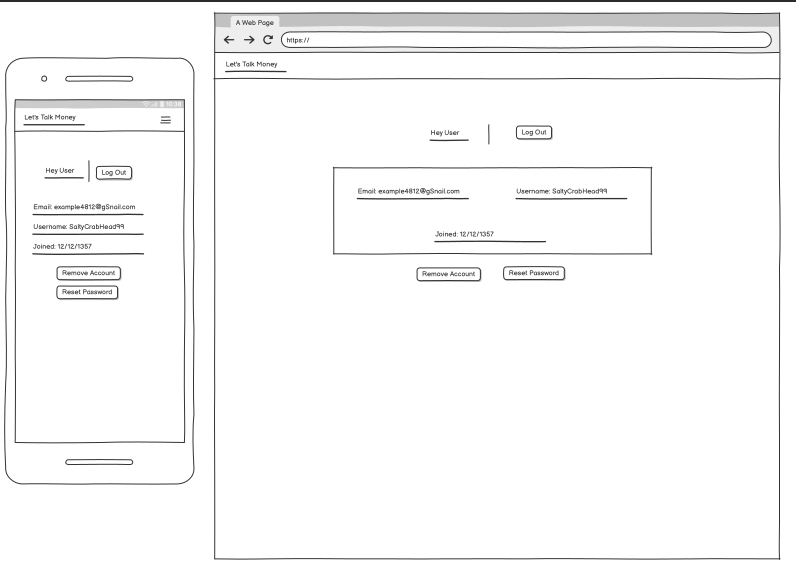 10:38
Let's Talk Money
Hey User
Log Out
Email: example4812@gSnail.com
Username: SaltyCrabHead99
Joined: 12/12/1357
Remove Account
Reset Password
A Web Page
https://
Let's Talk Money
Hey User
Log Out
Email: example4812@gSnail.com
Username: SaltyCrabHead99
Joined: 12/12/1357
Remove Account
Reset Password